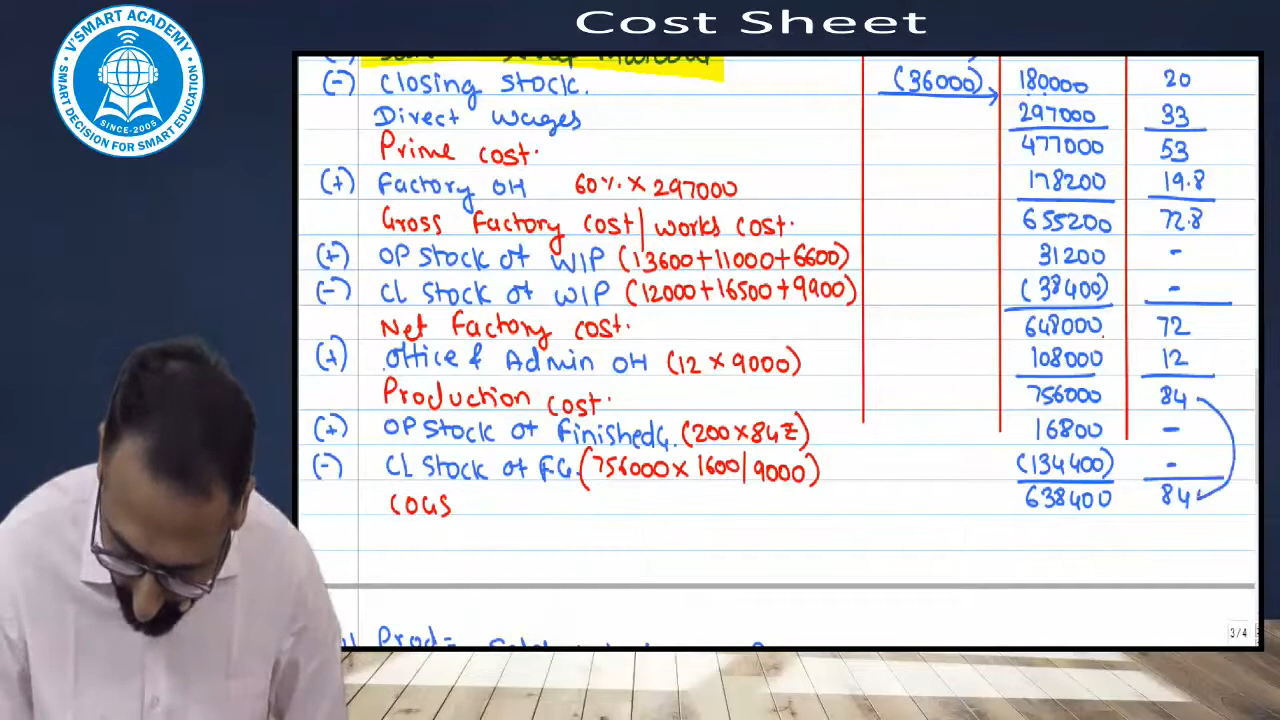 Cost Sheet
V'SMART ACADEMY
SINCE-2005
SMART DECISION FOR SMART EDUCATION
(-) Closing stock. (36000) 180000 20
Direct wages 297000 33
Prime cost. 477000 53
(+) Factory OH 60% × 297000 178200 19.8
Gross Factory cost | works cost. 655200 72.8
(+) OP stock of WIP (13600+11000+6600) 31200 -
(-) CL stock of WIP (12000+16500+9900) (38400) -
Net Factory cost. 648000 72
(+) office & Admin OH (12 × 9000) 108000 12
Production cost. 756000 84
(+) OP stock of FinishedG. (200×84₹) 16800 -
(-) CL stock of FG. (756000 × 1600 | 9000) (134400) -
COGS 638400 84
3/4